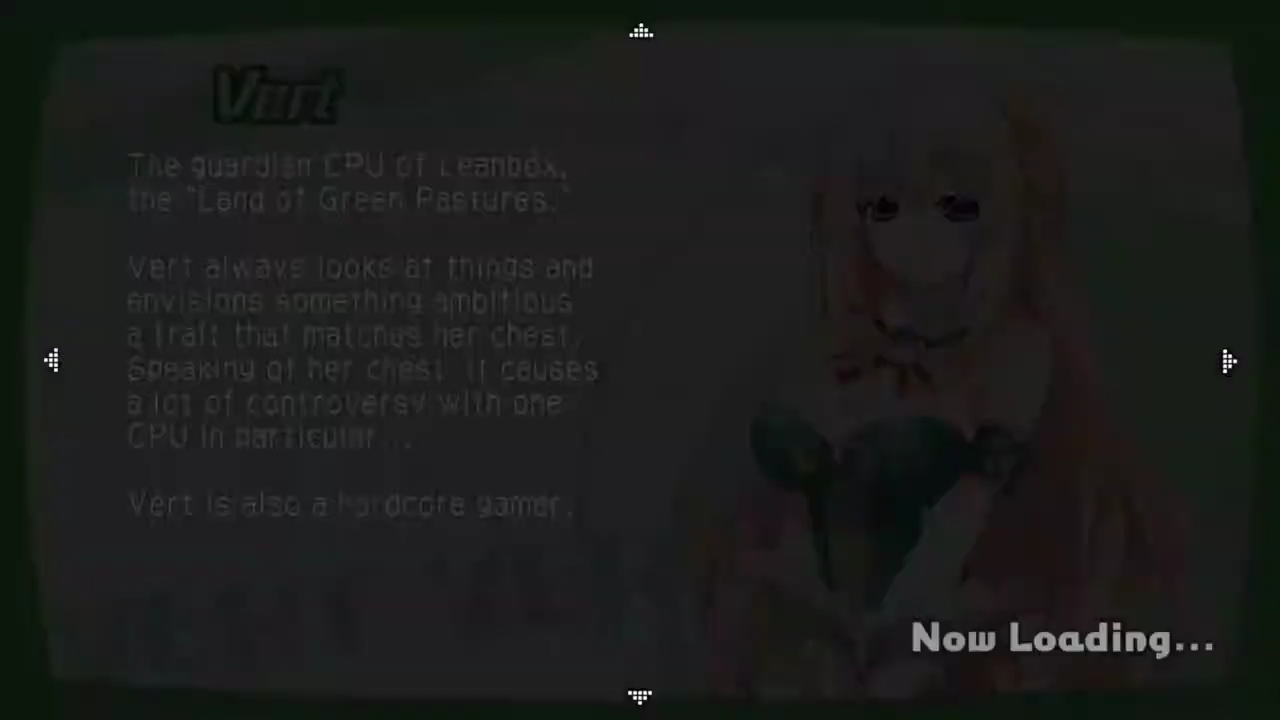 Vert
The guardian CPU of Leanbox,
the "Land of Green Pastures."
Vert always looks at things and
envisions something ambitious
a trait that matches her chest.
Speaking of her chest, it causes
a lot of controversy with one
CPU in particular...
Vert is also a hardcore gamer.
Now Loading...